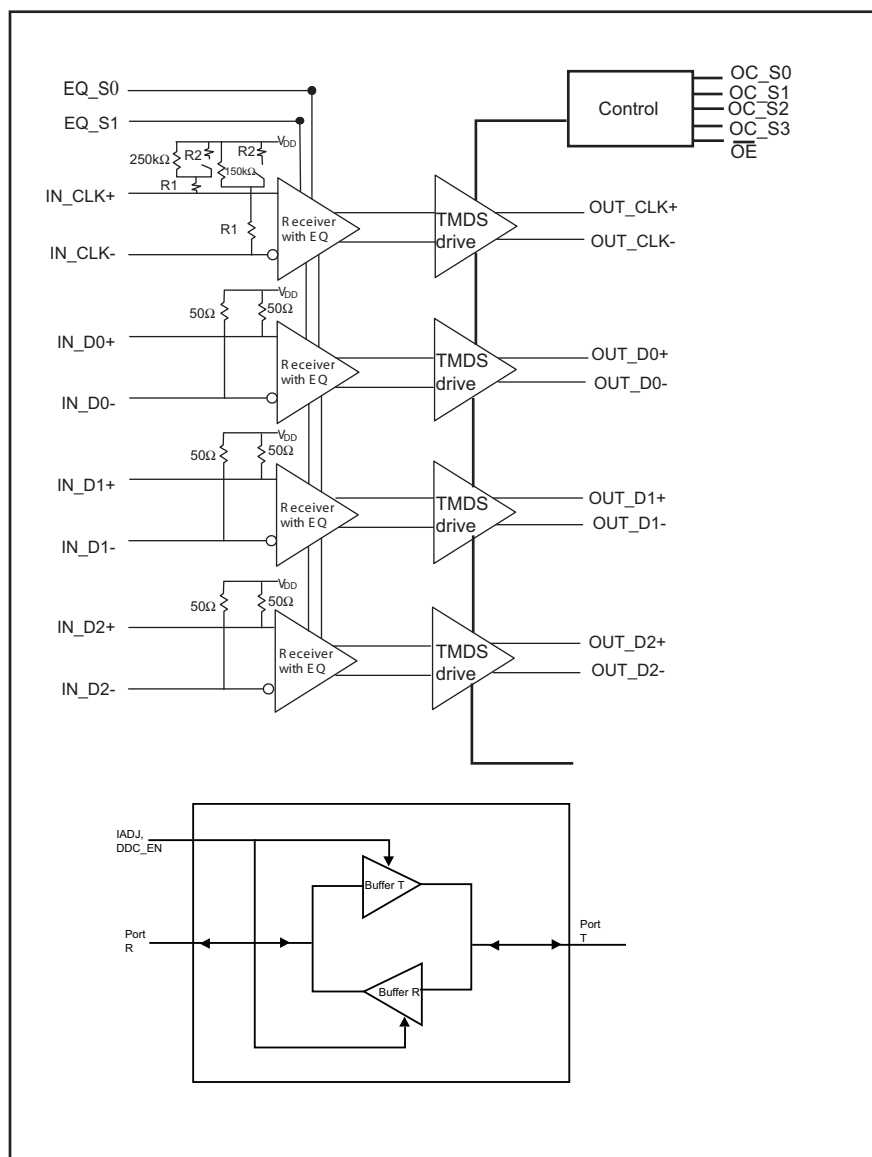 EQ_S0
EQ_S1
Control
OC_S0
OC_S1
OC_S2
OC_S3
OE
VDD
250kΩ
R2
R2
150kΩ
R1
R1
IN_CLK+
IN_CLK-
Receiver
with EQ
TMDS
drive
OUT_CLK+
OUT_CLK-
VDD
50Ω
50Ω
IN_D0+
IN_D0-
Receiver
with EQ
TMDS
drive
OUT_D0+
OUT_D0-
VDD
50Ω
50Ω
IN_D1+
IN_D1-
Receiver
with EQ
TMDS
drive
OUT_D1+
OUT_D1-
VDD
50Ω
50Ω
IN_D2+
IN_D2-
Receiver
with EQ
TMDS
drive
OUT_D2+
OUT_D2-
IADJ,
DDC_EN
Buffer T
Port
R
Port
T
Buffer R